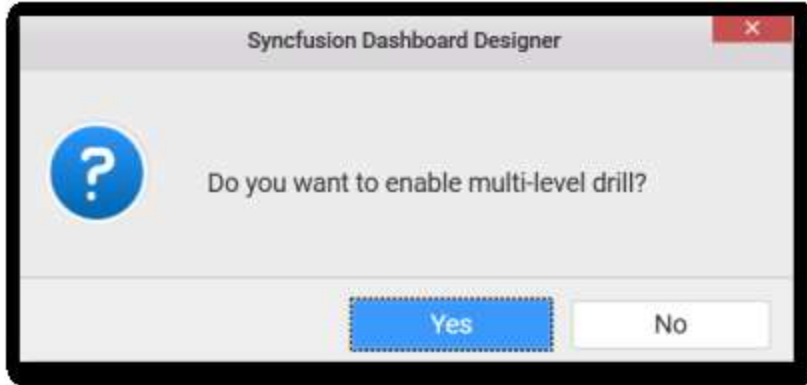 Syncfusion Dashboard Designer
Do you want to enable multi-level drill?
Yes
No